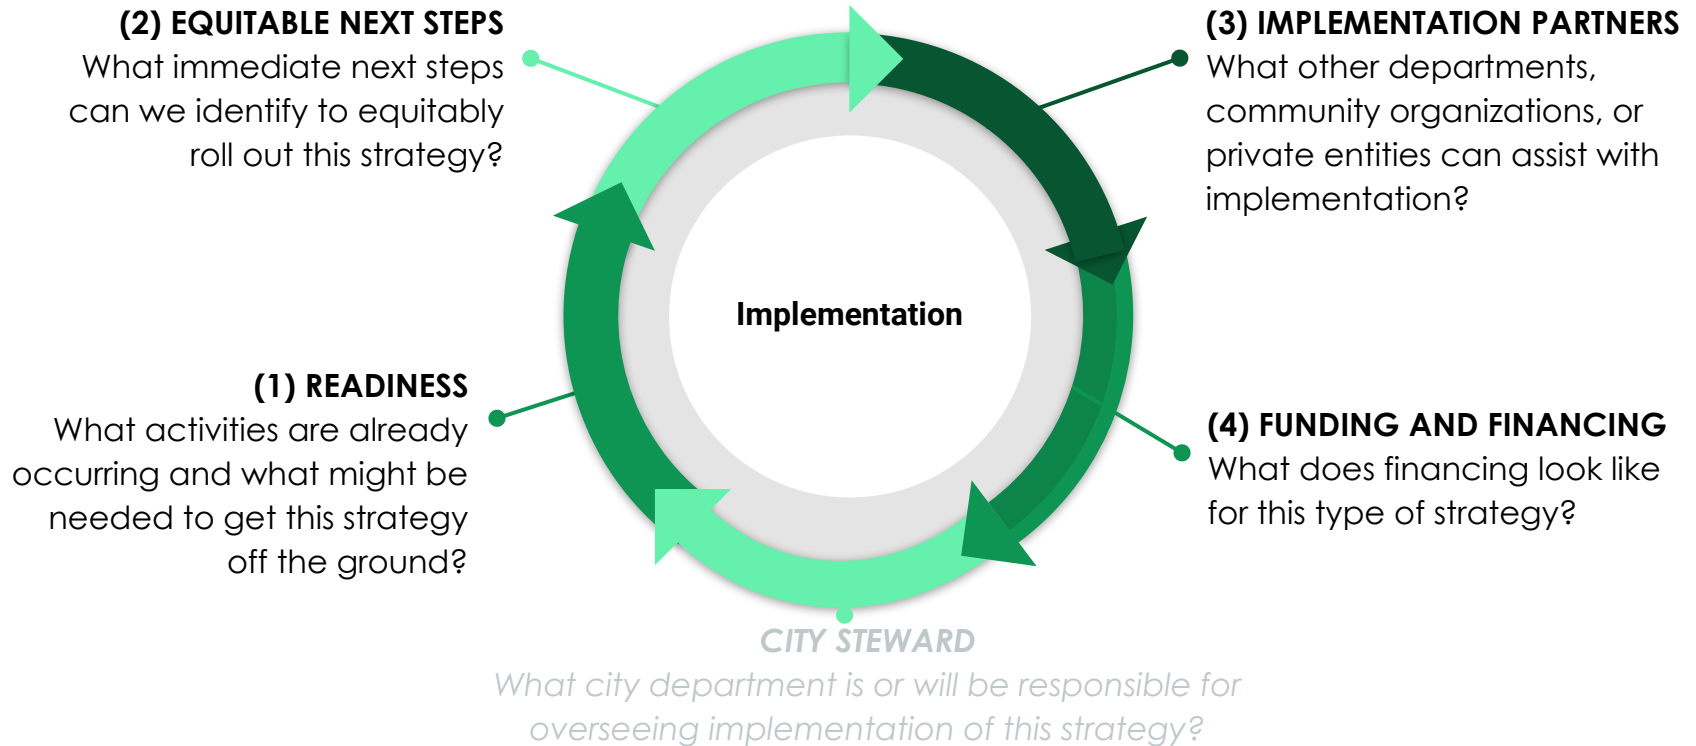 (2) EQUITABLE NEXT STEPS
What immediate next steps
can we identify to equitably
roll out this strategy?
(3) IMPLEMENTATION PARTNERS
What other departments,
community organizations, or
private entities can assist with
implementation?
Implementation
(1) READINESS
What activities are already
occurring and what might be
needed to get this strategy
off the ground?
(4) FUNDING AND FINANCING
What does financing look like
for this type of strategy?
CITY STEWARD
What city department is or will be responsible for
overseeing implementation of this strategy?